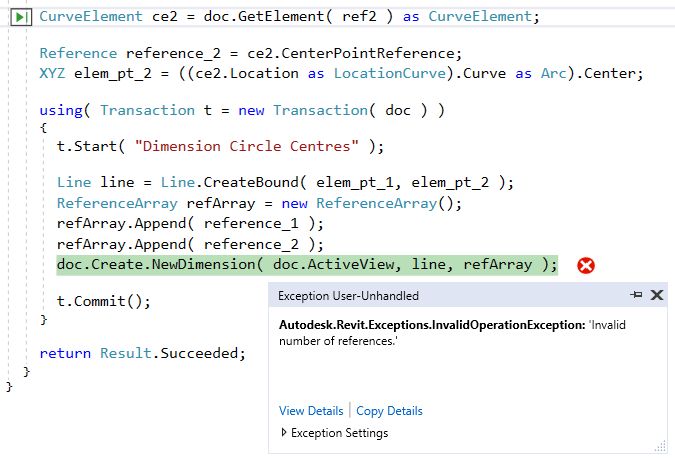 CurveElement ce2 = doc.GetElement( ref2 ) as CurveElement;
Reference reference_2 = ce2.CenterPointReference;
XYZ elem_pt_2 = ((ce2.Location as LocationCurve).Curve as Arc).Center;
using( Transaction t = new Transaction( doc ) )
{
t.Start( "Dimension Circle Centres" );
Line line = Line.CreateBound( elem_pt_1, elem_pt_2 );
ReferenceArray refArray = new ReferenceArray();
refArray.Append( reference_1 );
refArray.Append( reference_2 );
doc.Create.NewDimension( doc.ActiveView, line, refArray );
t.Commit();
}
return Result.Succeeded;
}
}
Exception User-Unhandled
Autodesk.Revit.Exceptions.InvalidOperationException: 'Invalid
number of references.'
View Details | Copy Details
Exception Settings